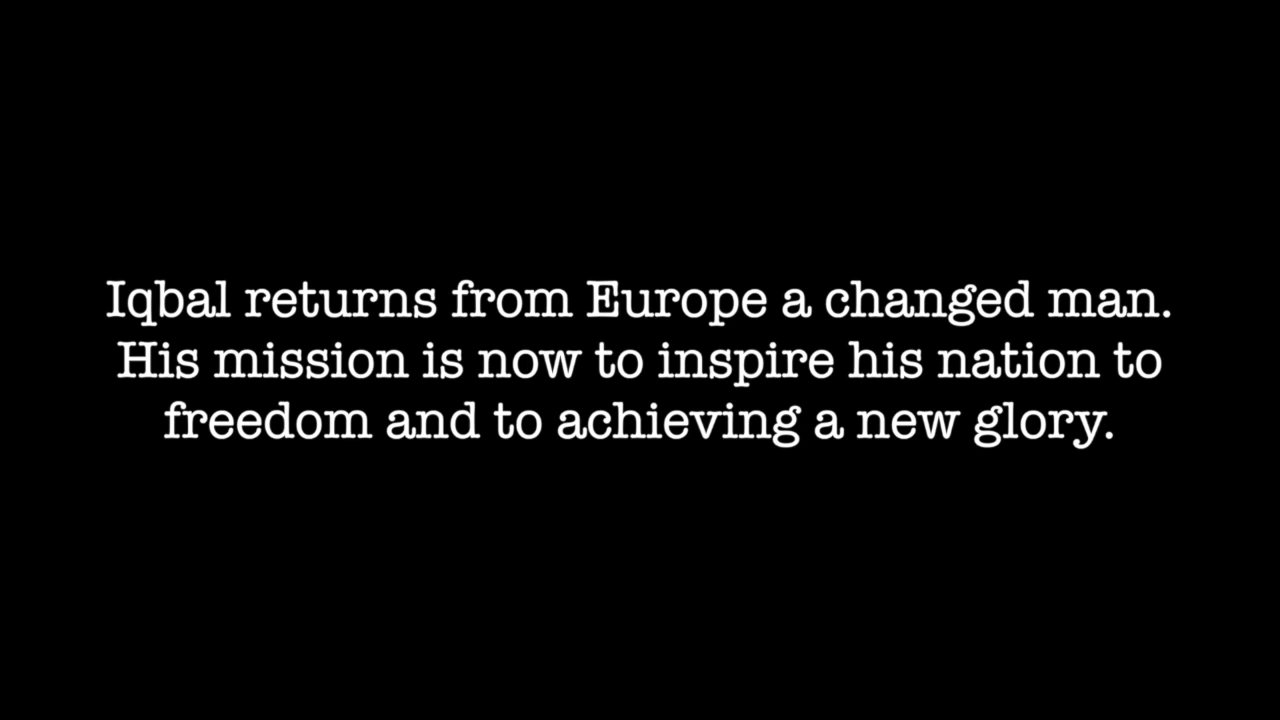 Iqbal returns from Europe a changed man.
His mission is now to inspire his nation to
freedom and to achieving a new glory.